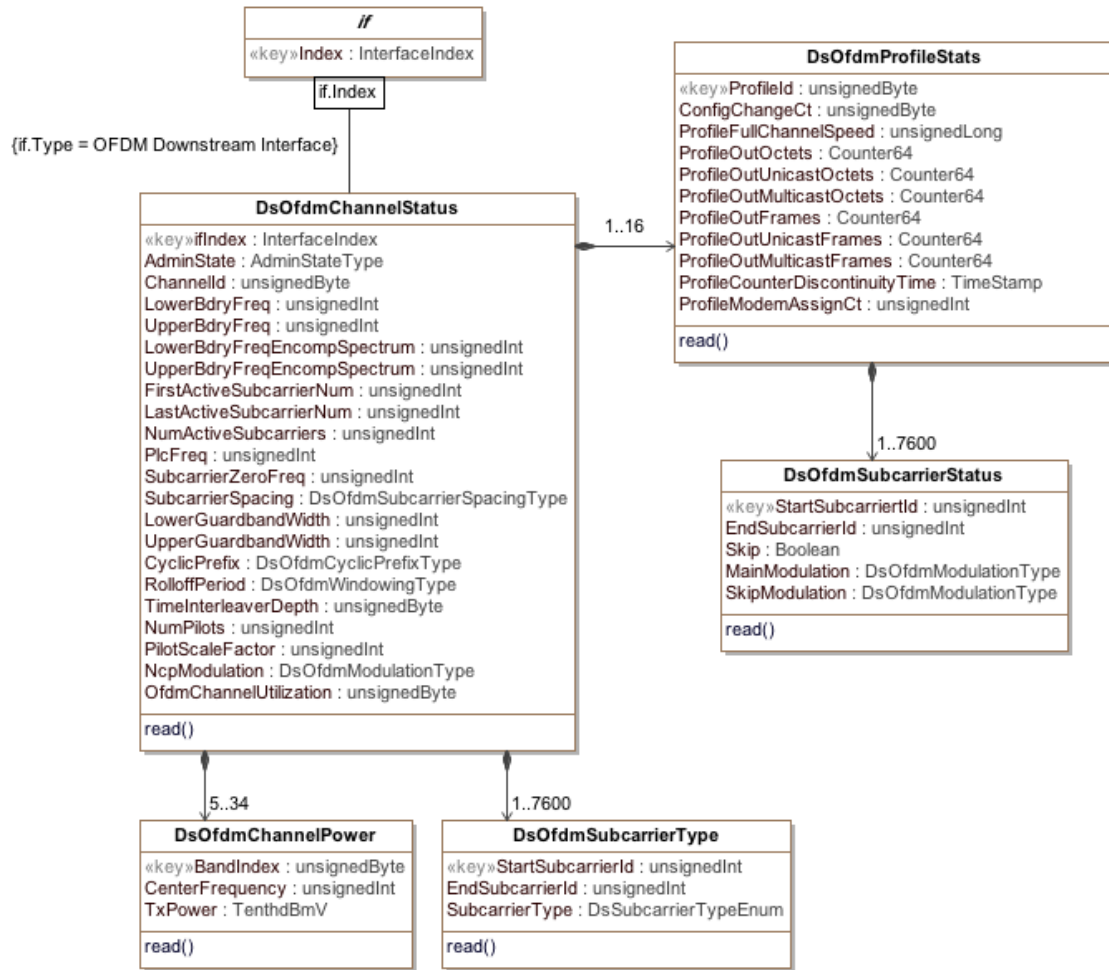 if
«key»Index : InterfaceIndex
if.Index
{if.Type = OFDM Downstream Interface}
DsOfdmChannelStatus
«key»ifIndex : InterfaceIndex
AdminState : AdminStateType
ChannelId : unsignedByte
LowerBdryFreq : unsignedInt
UpperBdryFreq : unsignedInt
LowerBdryFreqEncompSpectrum : unsignedInt
UpperBdryFreqEncompSpectrum : unsignedInt
FirstActiveSubcarrierNum : unsignedInt
LastActiveSubcarrierNum : unsignedInt
NumActiveSubcarriers : unsignedInt
PlcFreq : unsignedInt
SubcarrierZeroFreq : unsignedInt
SubcarrierSpacing : DsOfdmSubcarrierSpacingType
LowerGuardbandWidth : unsignedInt
UpperGuardbandWidth : unsignedInt
CyclicPrefix : DsOfdmCyclicPrefixType
RolloffPeriod : DsOfdmWindowingType
TimeInterleaverDepth : unsignedByte
NumPilots : unsignedInt
PilotScaleFactor : unsignedInt
NcpModulation : DsOfdmModulationType
OfdmChannelUtilization : unsignedByte
read()
1..16
DsOfdmProfileStats
«key»ProfileId : unsignedByte
ConfigChangeCt : unsignedByte
ProfileFullChannelSpeed : unsignedLong
ProfileOutOctets : Counter64
ProfileOutUnicastOctets : Counter64
ProfileOutMulticastOctets : Counter64
ProfileOutFrames : Counter64
ProfileOutUnicastFrames : Counter64
ProfileOutMulticastFrames : Counter64
ProfileCounterDiscontinuityTime : TimeStamp
ProfileModemAssignCt : unsignedInt
read()
1..7600
DsOfdmSubcarrierStatus
«key»StartSubcarriertId : unsignedInt
EndSubcarrierId : unsignedInt
Skip : Boolean
MainModulation : DsOfdmModulationType
SkipModulation : DsOfdmModulationType
read()
5..34
DsOfdmChannelPower
«key»BandIndex : unsignedByte
CenterFrequency : unsignedInt
TxPower : TenthdBmV
read()
1..7600
DsOfdmSubcarrierType
«key»StartSubcarrierId : unsignedInt
EndSubcarrierId : unsignedInt
SubcarrierType : DsSubcarrierTypeEnum
read()